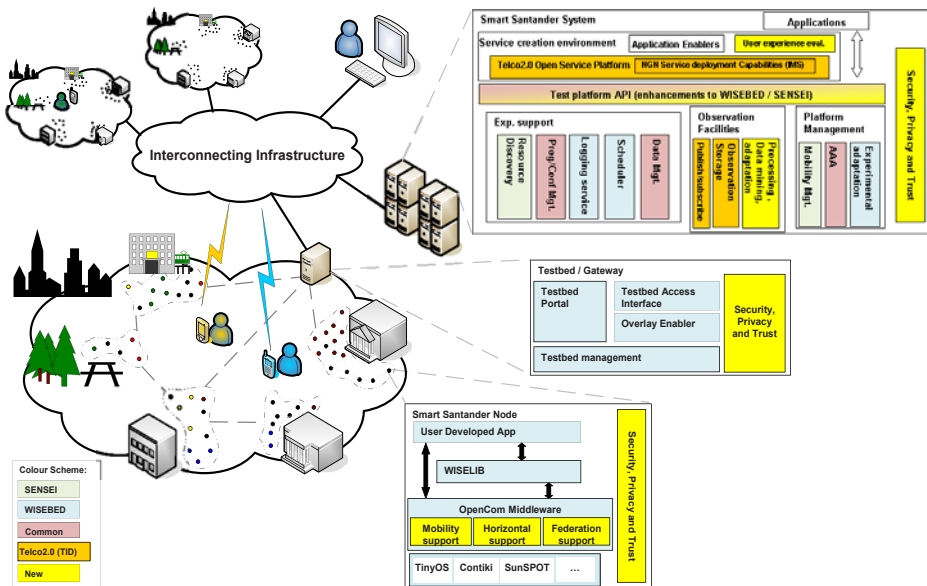 Smart Santander System
Applications
Service creation environment
Application Enablers
User experience eval.
Telco2.0 Open Service Platform
NGN Service deployment Capabilities (IMS)
Test platform API (enhancements to WISEBED / SENSEI)
Security, Privacy and Trust
Exp. support
Resource
Discovery
Prog/Conf Mgt.
Logging service
Scheduler
Data Mgt.
Observation
Facilities
Publish/subscribe
Observation
Storage
Precessing ,
Data mining,
adaptation
Platform
Management
Mobility Mgt.
AAA
Experimental
adaptation
Interconnecting Infrastructure
Testbed / Gateway
Testbed
Portal
Testbed Access
Interface
Overlay Enabler
Testbed management
Security,
Privacy
and Trust
Smart Santander Node
User Developed App
WISELIB
OpenCom Middleware
Mobility
support
Horizontal
support
Federation
support
TinyOS
Contiki
SunSPOT
...
Security, Privacy and Trust
Colour Scheme:
SENSEI
WISEBED
Common
Telco2.0 (TID)
New